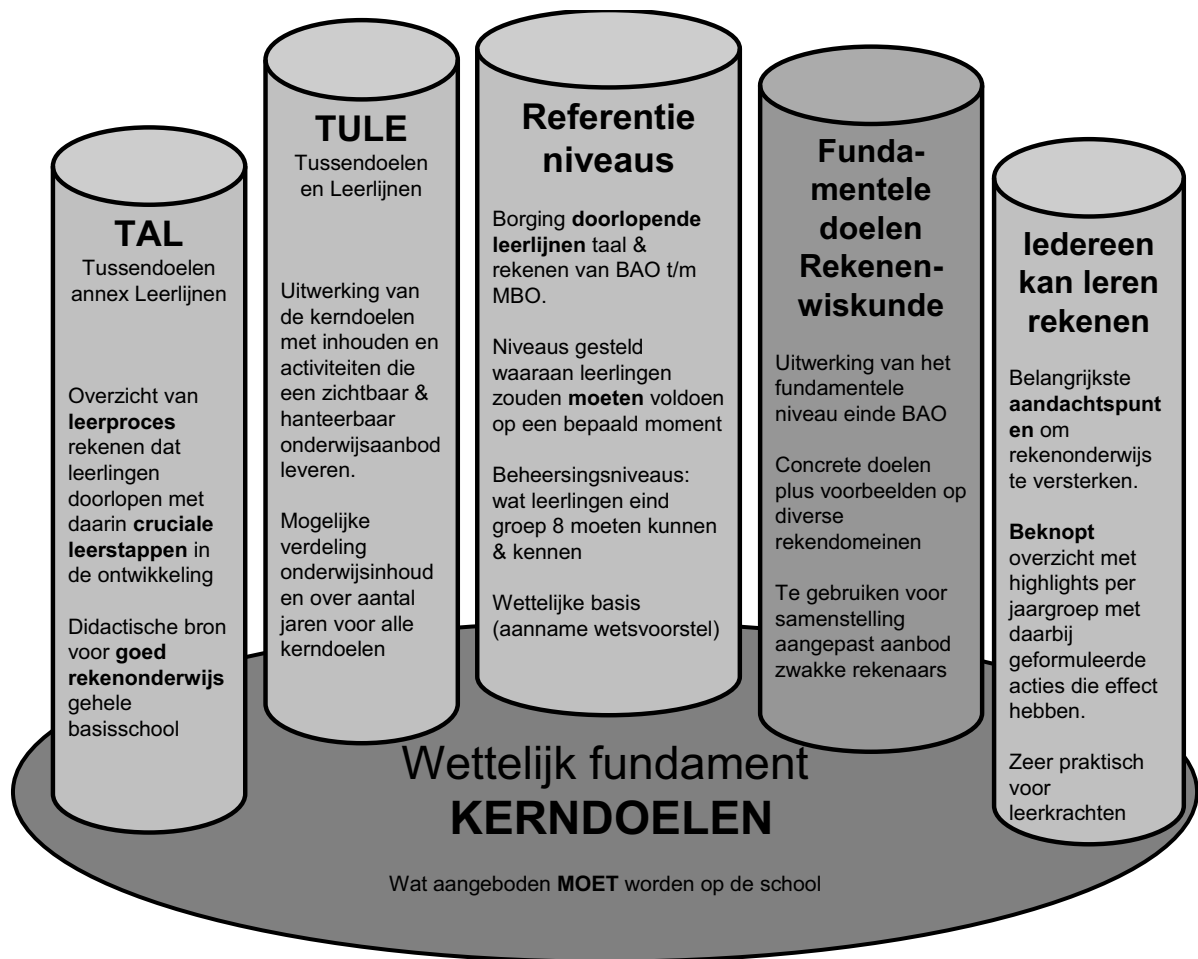 TAL
Tussendoelen
annex Leerlijnen
Overzicht van
leerproces
rekenen dat
leerlingen
doorlopen met
daarin cruciale
leerstappen in
de ontwikkeling
Didactische bron
voor goed
rekenonderwijs
gehele
basisschool
TULE
Tussendoelen
en Leerlijnen
Uitwerking van
de kerndoelen
met inhouden en
activiteiten die
een zichtbaar &
hanteerbaar
onderwijsaanbod
leveren.
Mogelijke
verdeling
onderwijsinhoud
en over aantal
jaren voor alle
kerndoelen
Referentie
niveaus
Borging doorlopende
leerlijnen taal &
rekenen van BAO t/m
MBO.
Niveaus gesteld
waaraan leerlingen
zouden moeten voldoen
op een bepaald moment
Beheersingsniveaus:
wat leerlingen eind
groep 8 moeten kunnen
& kennen
Wettelijke basis
(aanname wetsvoorstel)
Funda-
mentele
doelen
Rekenen-
wiskunde
Uitwerking van het
fundamentele
niveau einde BAO
Concrete doelen
plus voorbeelden op
diverse
rekendomeinen
Te gebruiken voor
samenstelling
aangepast aanbod
zwakke rekenaars
Iedereen
kan leren
rekenen
Belangrijkste
aandachtspunt
en om
rekenonderwijs
te versterken.
Beknopt
overzicht met
highlights per
jaargroep met
daarbij
geformuleerde
acties die effect
hebben.
Zeer praktisch
voor
leerkrachten
Wettelijk fundament
KERNDOELEN
Wat aangeboden MOET worden op de school